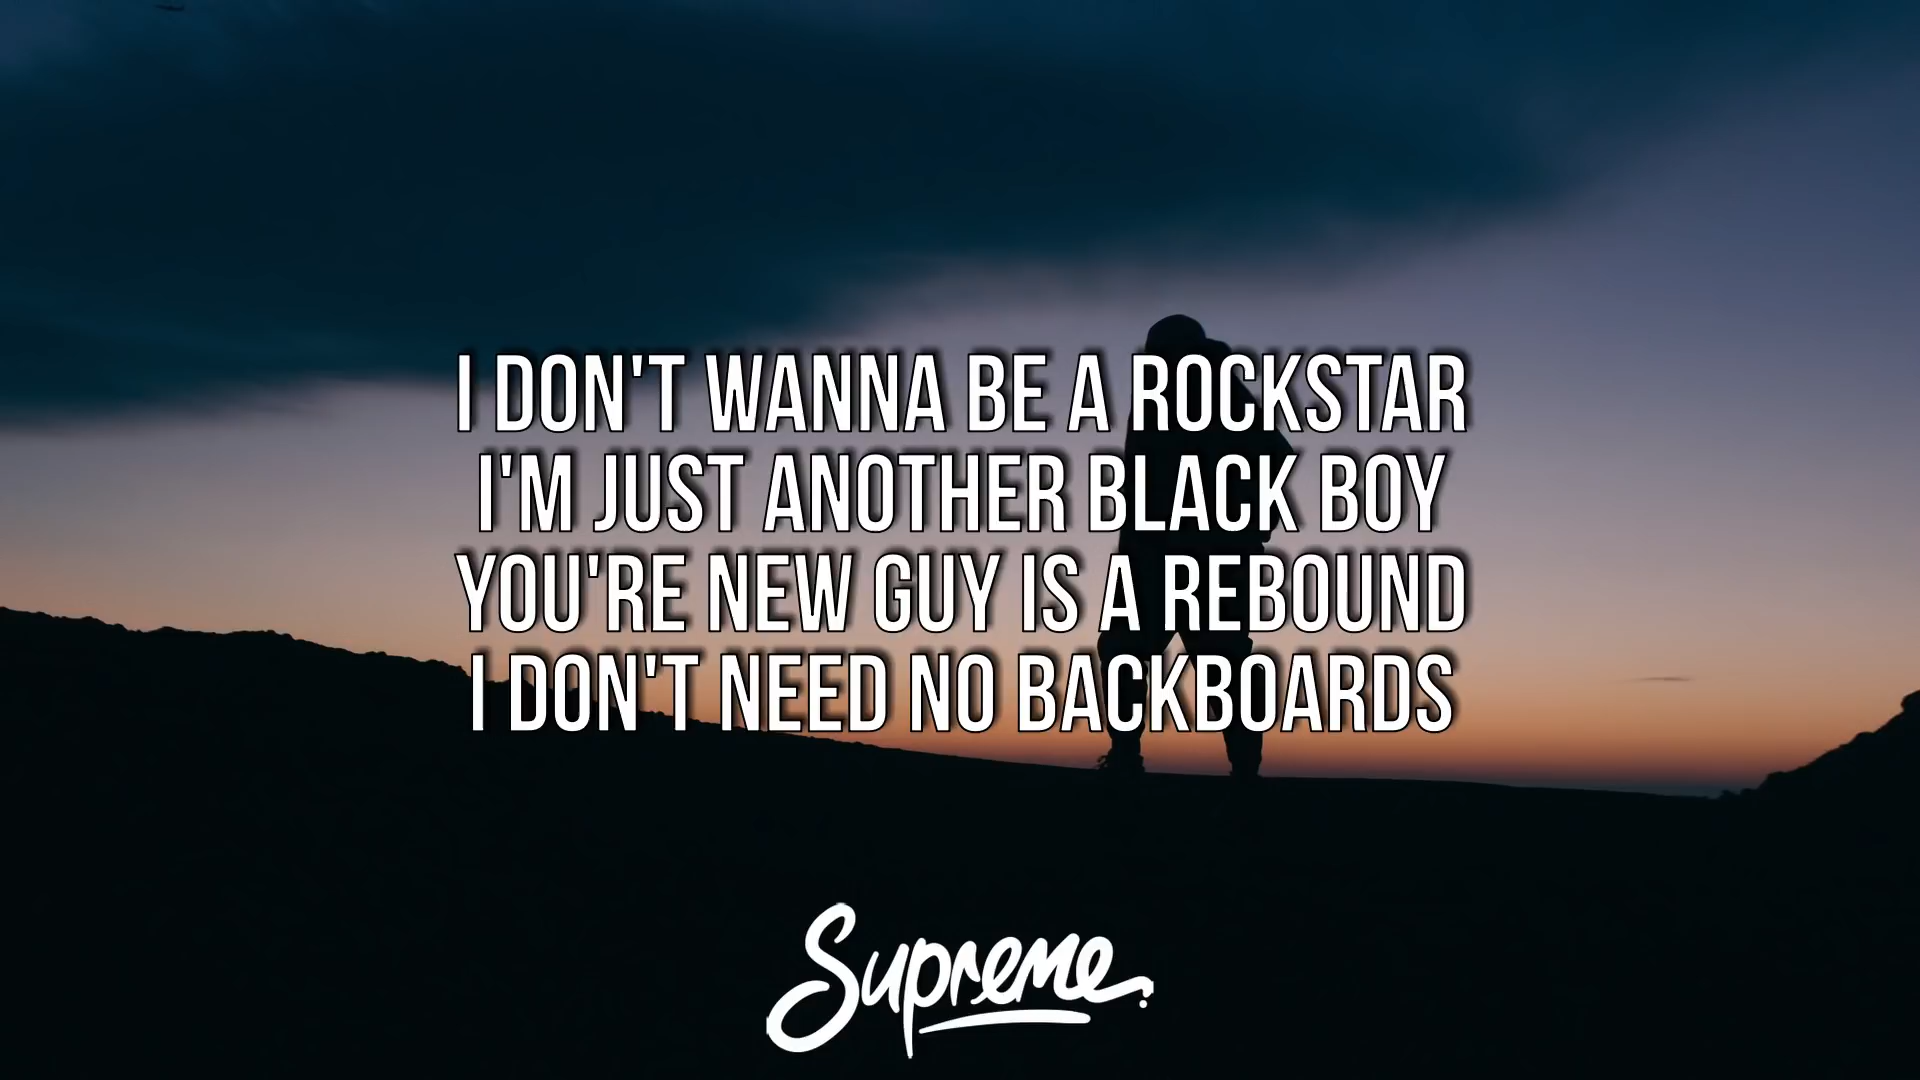 I DON'T WANNA BE A ROCKSTAR
I'M JUST ANOTHER BLACK BOY
YOU'RE NEW GUY IS A REBOUND
I DON'T NEED NO BACKBOARDS
Supreme.